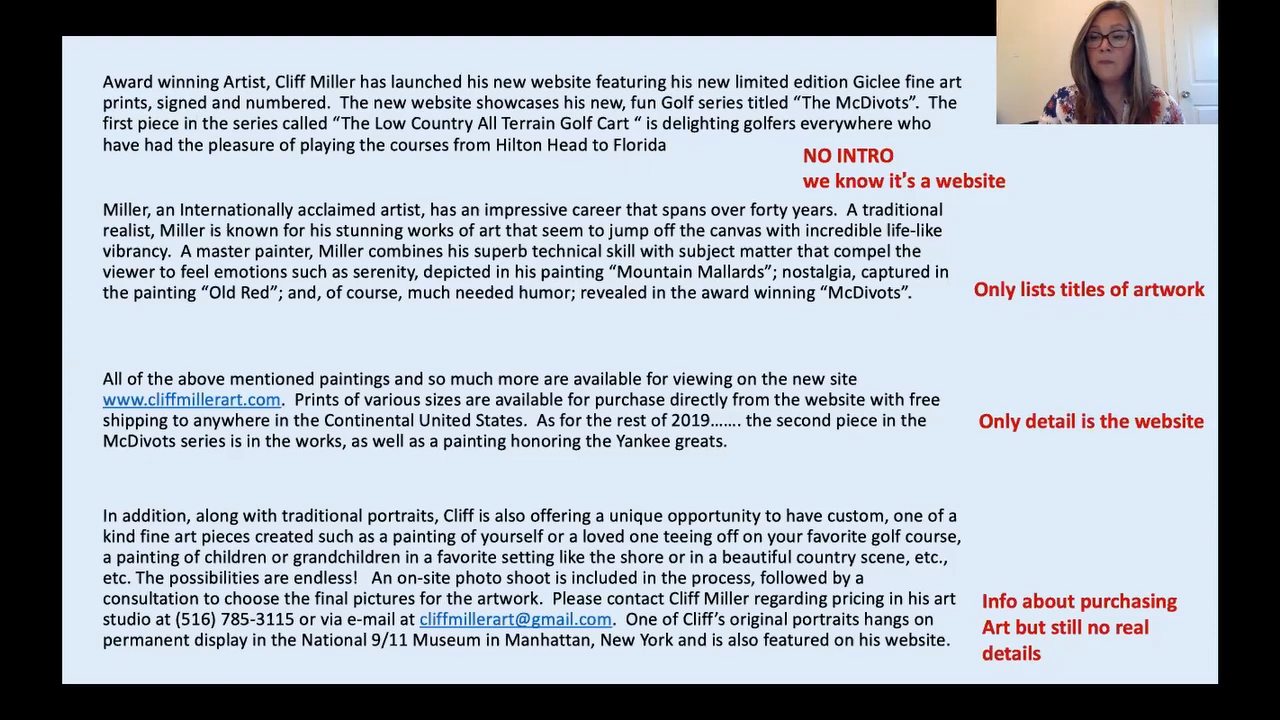 Award winning Artist, Cliff Miller has launched his new website featuring his new limited edition Giclee fine art
prints, signed and numbered.  The new website showcases his new, fun Golf series titled “The McDivots”.  The
first piece in the series called “The Low Country All Terrain Golf Cart “ is delighting golfers everywhere who
have had the pleasure of playing the courses from Hilton Head to Florida
NO INTRO
we know it’s a website
Miller, an Internationally acclaimed artist, has an impressive career that spans over forty years.  A traditional
realist, Miller is known for his stunning works of art that seem to jump off the canvas with incredible life-like
vibrancy.  A master painter, Miller combines his superb technical skill with subject matter that compel the
viewer to feel emotions such as serenity, depicted in his painting “Mountain Mallards”; nostalgia, captured in
the painting “Old Red”; and, of course, much needed humor; revealed in the award winning “McDivots”.
Only lists titles of artwork
All of the above mentioned paintings and so much more are available for viewing on the new site
www.cliffmillerart.com.  Prints of various sizes are available for purchase directly from the website with free
shipping to anywhere in the Continental United States.  As for the rest of 2019……. the second piece in the
McDivots series is in the works, as well as a painting honoring the Yankee greats.
Only detail is the website
In addition, along with traditional portraits, Cliff is also offering a unique opportunity to have custom, one of a
kind fine art pieces created such as a painting of yourself or a loved one teeing off on your favorite golf course,
a painting of children or grandchildren in a favorite setting like the shore or in a beautiful country scene, etc.,
etc. The possibilities are endless!   An on-site photo shoot is included in the process, followed by a
consultation to choose the final pictures for the artwork.  Please contact Cliff Miller regarding pricing in his art
studio at (516) 785-3115 or via e-mail at cliffmillerart@gmail.com.  One of Cliff’s original portraits hangs on
permanent display in the National 9/11 Museum in Manhattan, New York and is also featured on his website.
Info about purchasing
Art but still no real
details